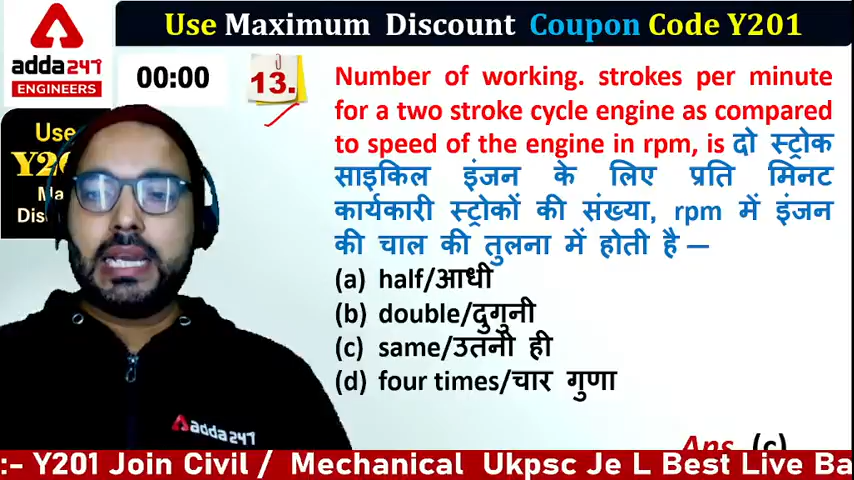 Use Maximum Discount Coupon Code Y201
adda247
ENGINEERS
00:00
13.
Number of working. strokes per minute
for a two stroke cycle engine as compared
to speed of the engine in rpm, is दो स्ट्रोक
साइकिल इंजन के लिए प्रति मिनट
कार्यकारी स्ट्रोकों की संख्या, rpm में इंजन
की चाल की तुलना में होती है —
(a) half/आधी
(b) double/दुगुनी
(c) same/उतनी ही
(d) four times/चार गुणा
Ans. (c)
Use
adda247
:- Y201 Join Civil / Mechanical Ukpsc Je L Best Live Ba